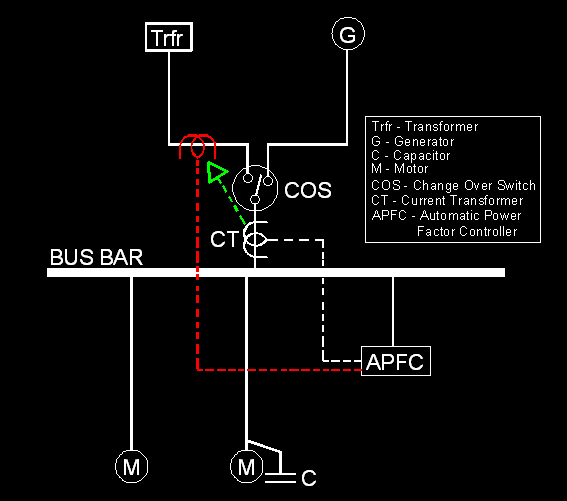 Trfr
G
Trfr - Transformer
G - Generator
C - Capacitor
M - Motor
COS - Change Over Switch
CT - Current Transformer
APFC - Automatic Power
Factor Controller
COS
CT
BUS BAR
APFC
M
M
C